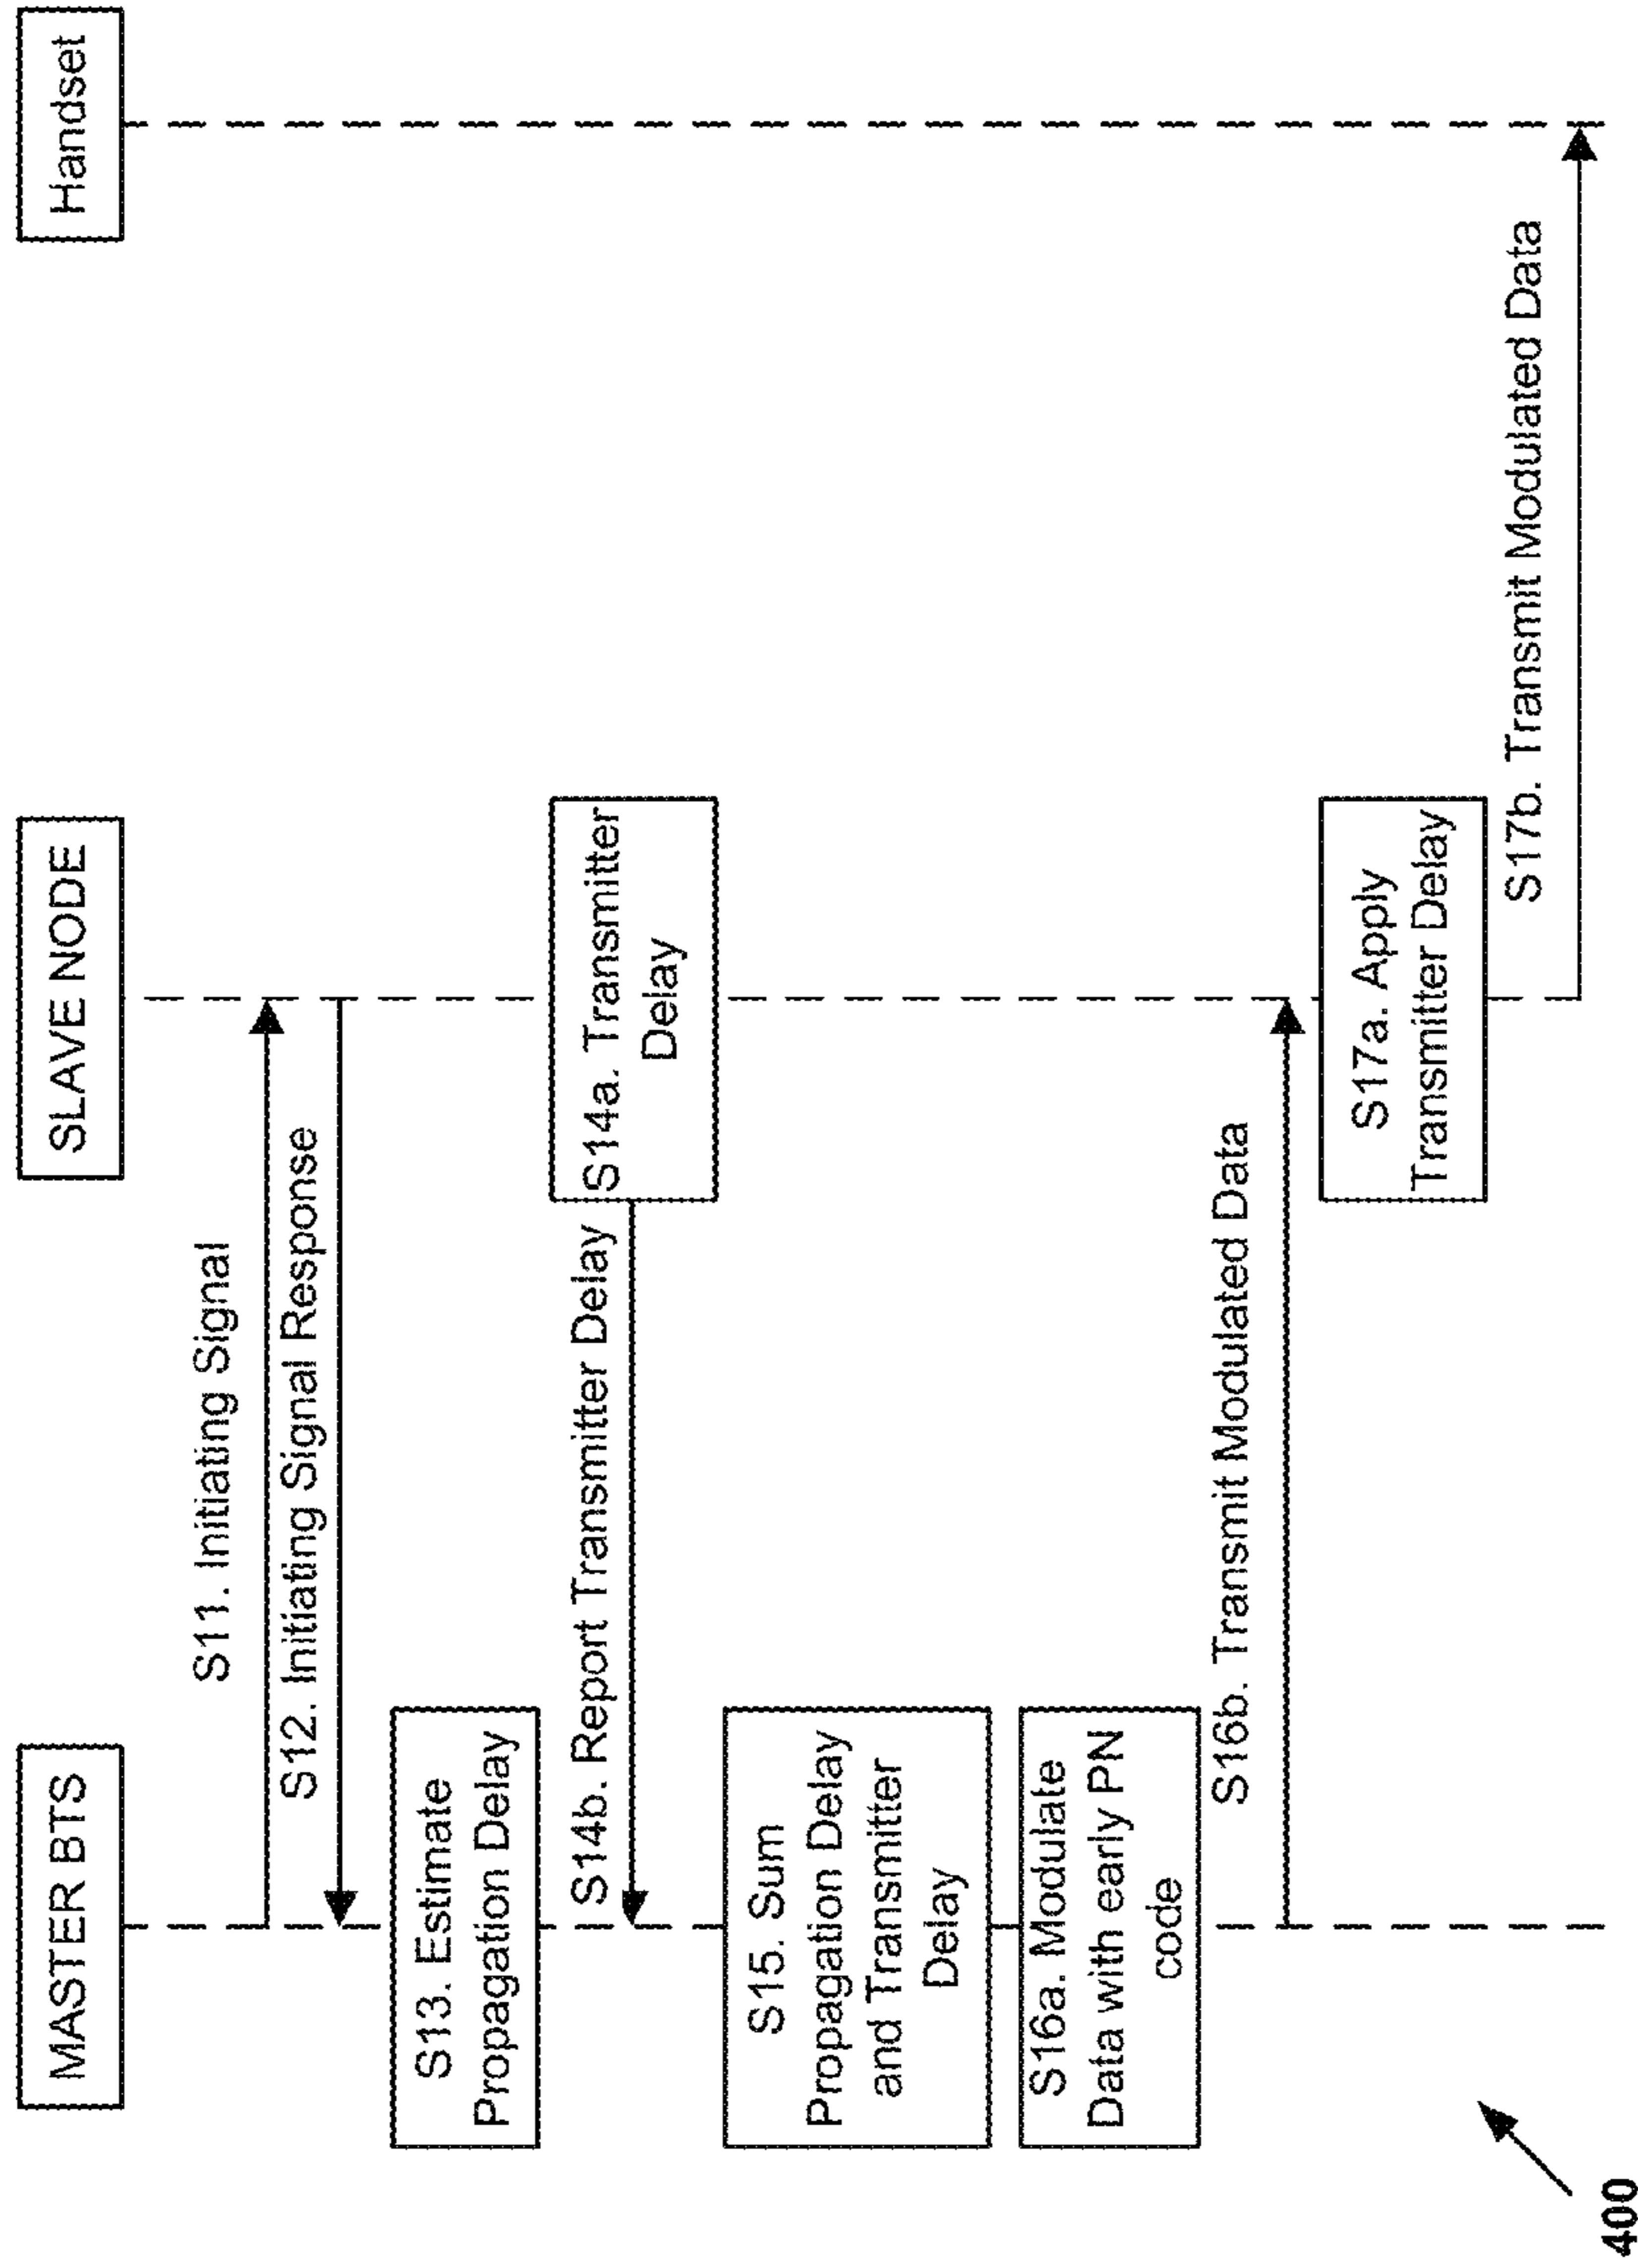 MASTER BTS
SLAVE NODE
Handset
S11. Initiating Signal
S12. Initiating Signal Response
S13. Estimate
Propagation Delay
S14a. Transmitter
Delay
S14b. Report Transmitter Delay
S15. Sum
Propagation Delay
and Transmitter
Delay
S16a. Modulate
Data with early PN
code
S16b. Transmit Modulated Data
S17a. Apply
Transmitter Delay
S17b. Transmit Modulated Data
400